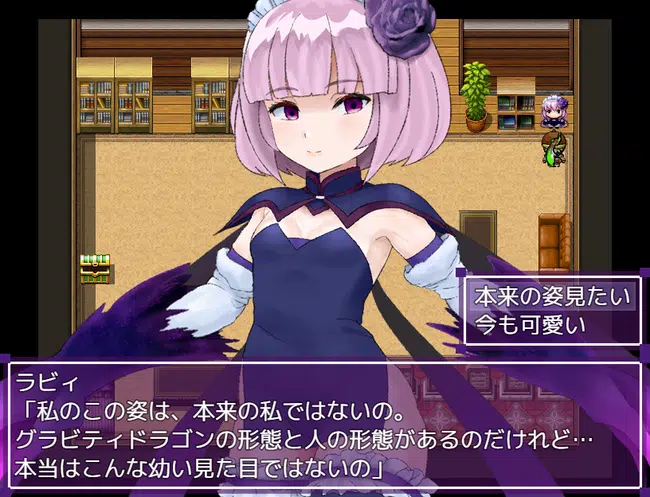 本来の姿見たい
今も可愛い
ラビィ
「私のこの姿は、本来の私ではないの。
グラビティドラゴンの形態と人の形態があるのだけれど…
本当はこんな幼い見た目ではないの」